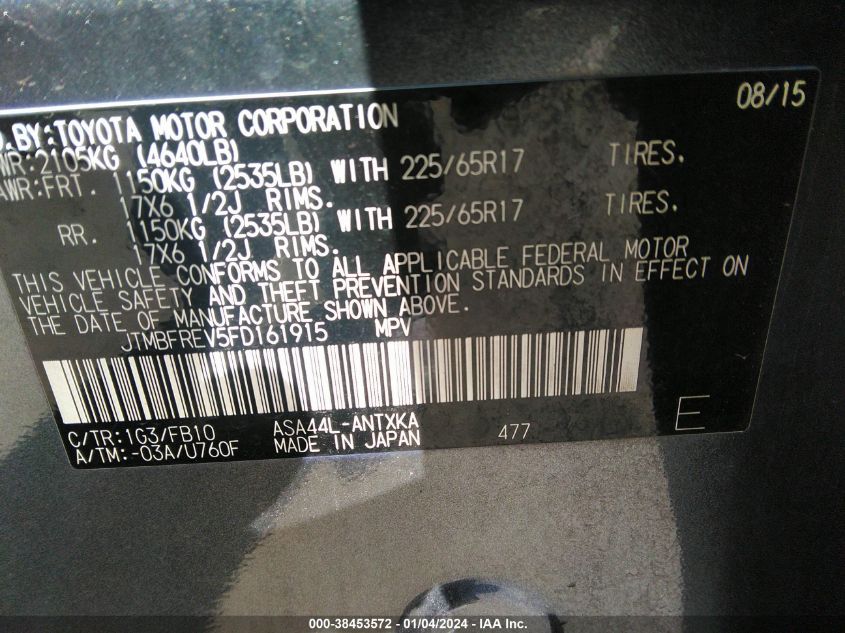 08/15
D.BY:TOYOTA MOTOR CORPORATION
WR:2105KG (4640LB)
AWR:FRT. 1150KG (2535LB) WITH 225/65R17 TIRES.
17X6 1/2J RIMS.
RR. 1150KG (2535LB) WITH 225/65R17 TIRES.
17X6 1/2J RIMS.
THIS VEHICLE CONFORMS TO ALL APPLICABLE FEDERAL MOTOR
VEHICLE SAFETY AND THEFT PREVENTION STANDARDS IN EFFECT ON
THE DATE OF MANUFACTURE SHOWN ABOVE.
JTMBFREV5FD161915 MPV
C/TR:1G3/FB10 ASA44L-ANTXKA
A/TM:-03A/U760F MADE IN JAPAN 477 E
000-38453572 - 01/04/2024 - IAA Inc.